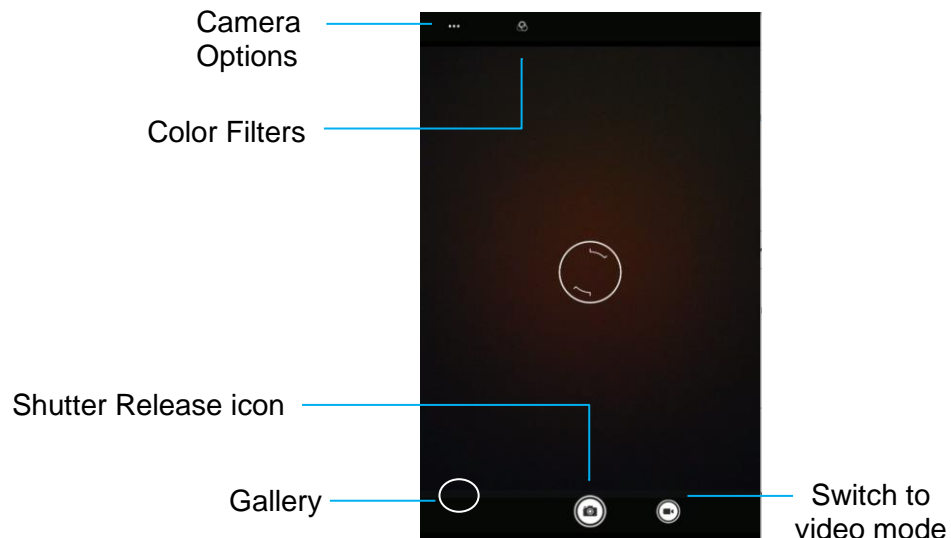 Camera
Options
Color Filters
Shutter Release icon
Gallery
Switch to
video mode